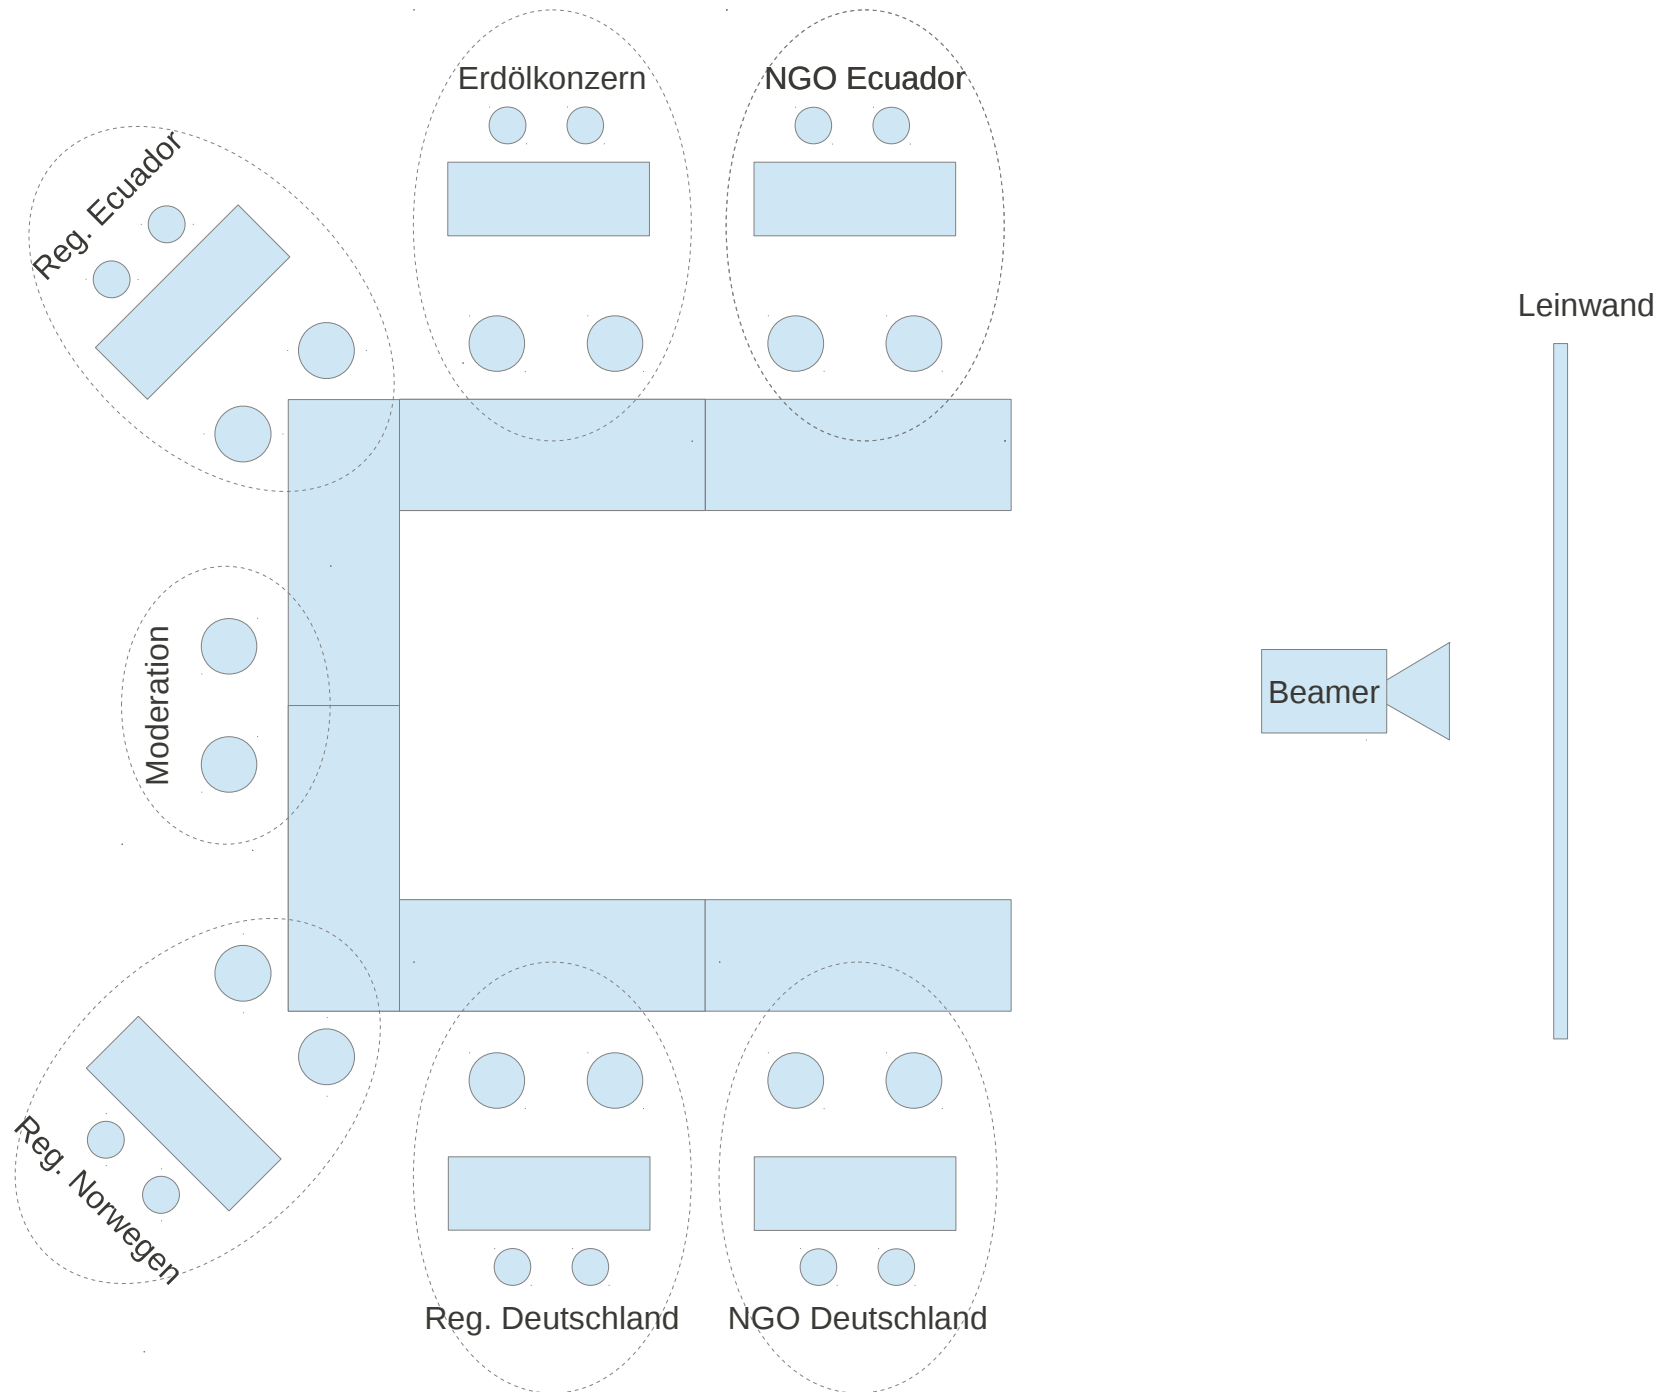 Erdölkonzern
NGO Ecuador
Reg. Ecuador
Leinwand
Moderation
Beamer
Reg. Norwegen
Reg. Deutschland
NGO Deutschland